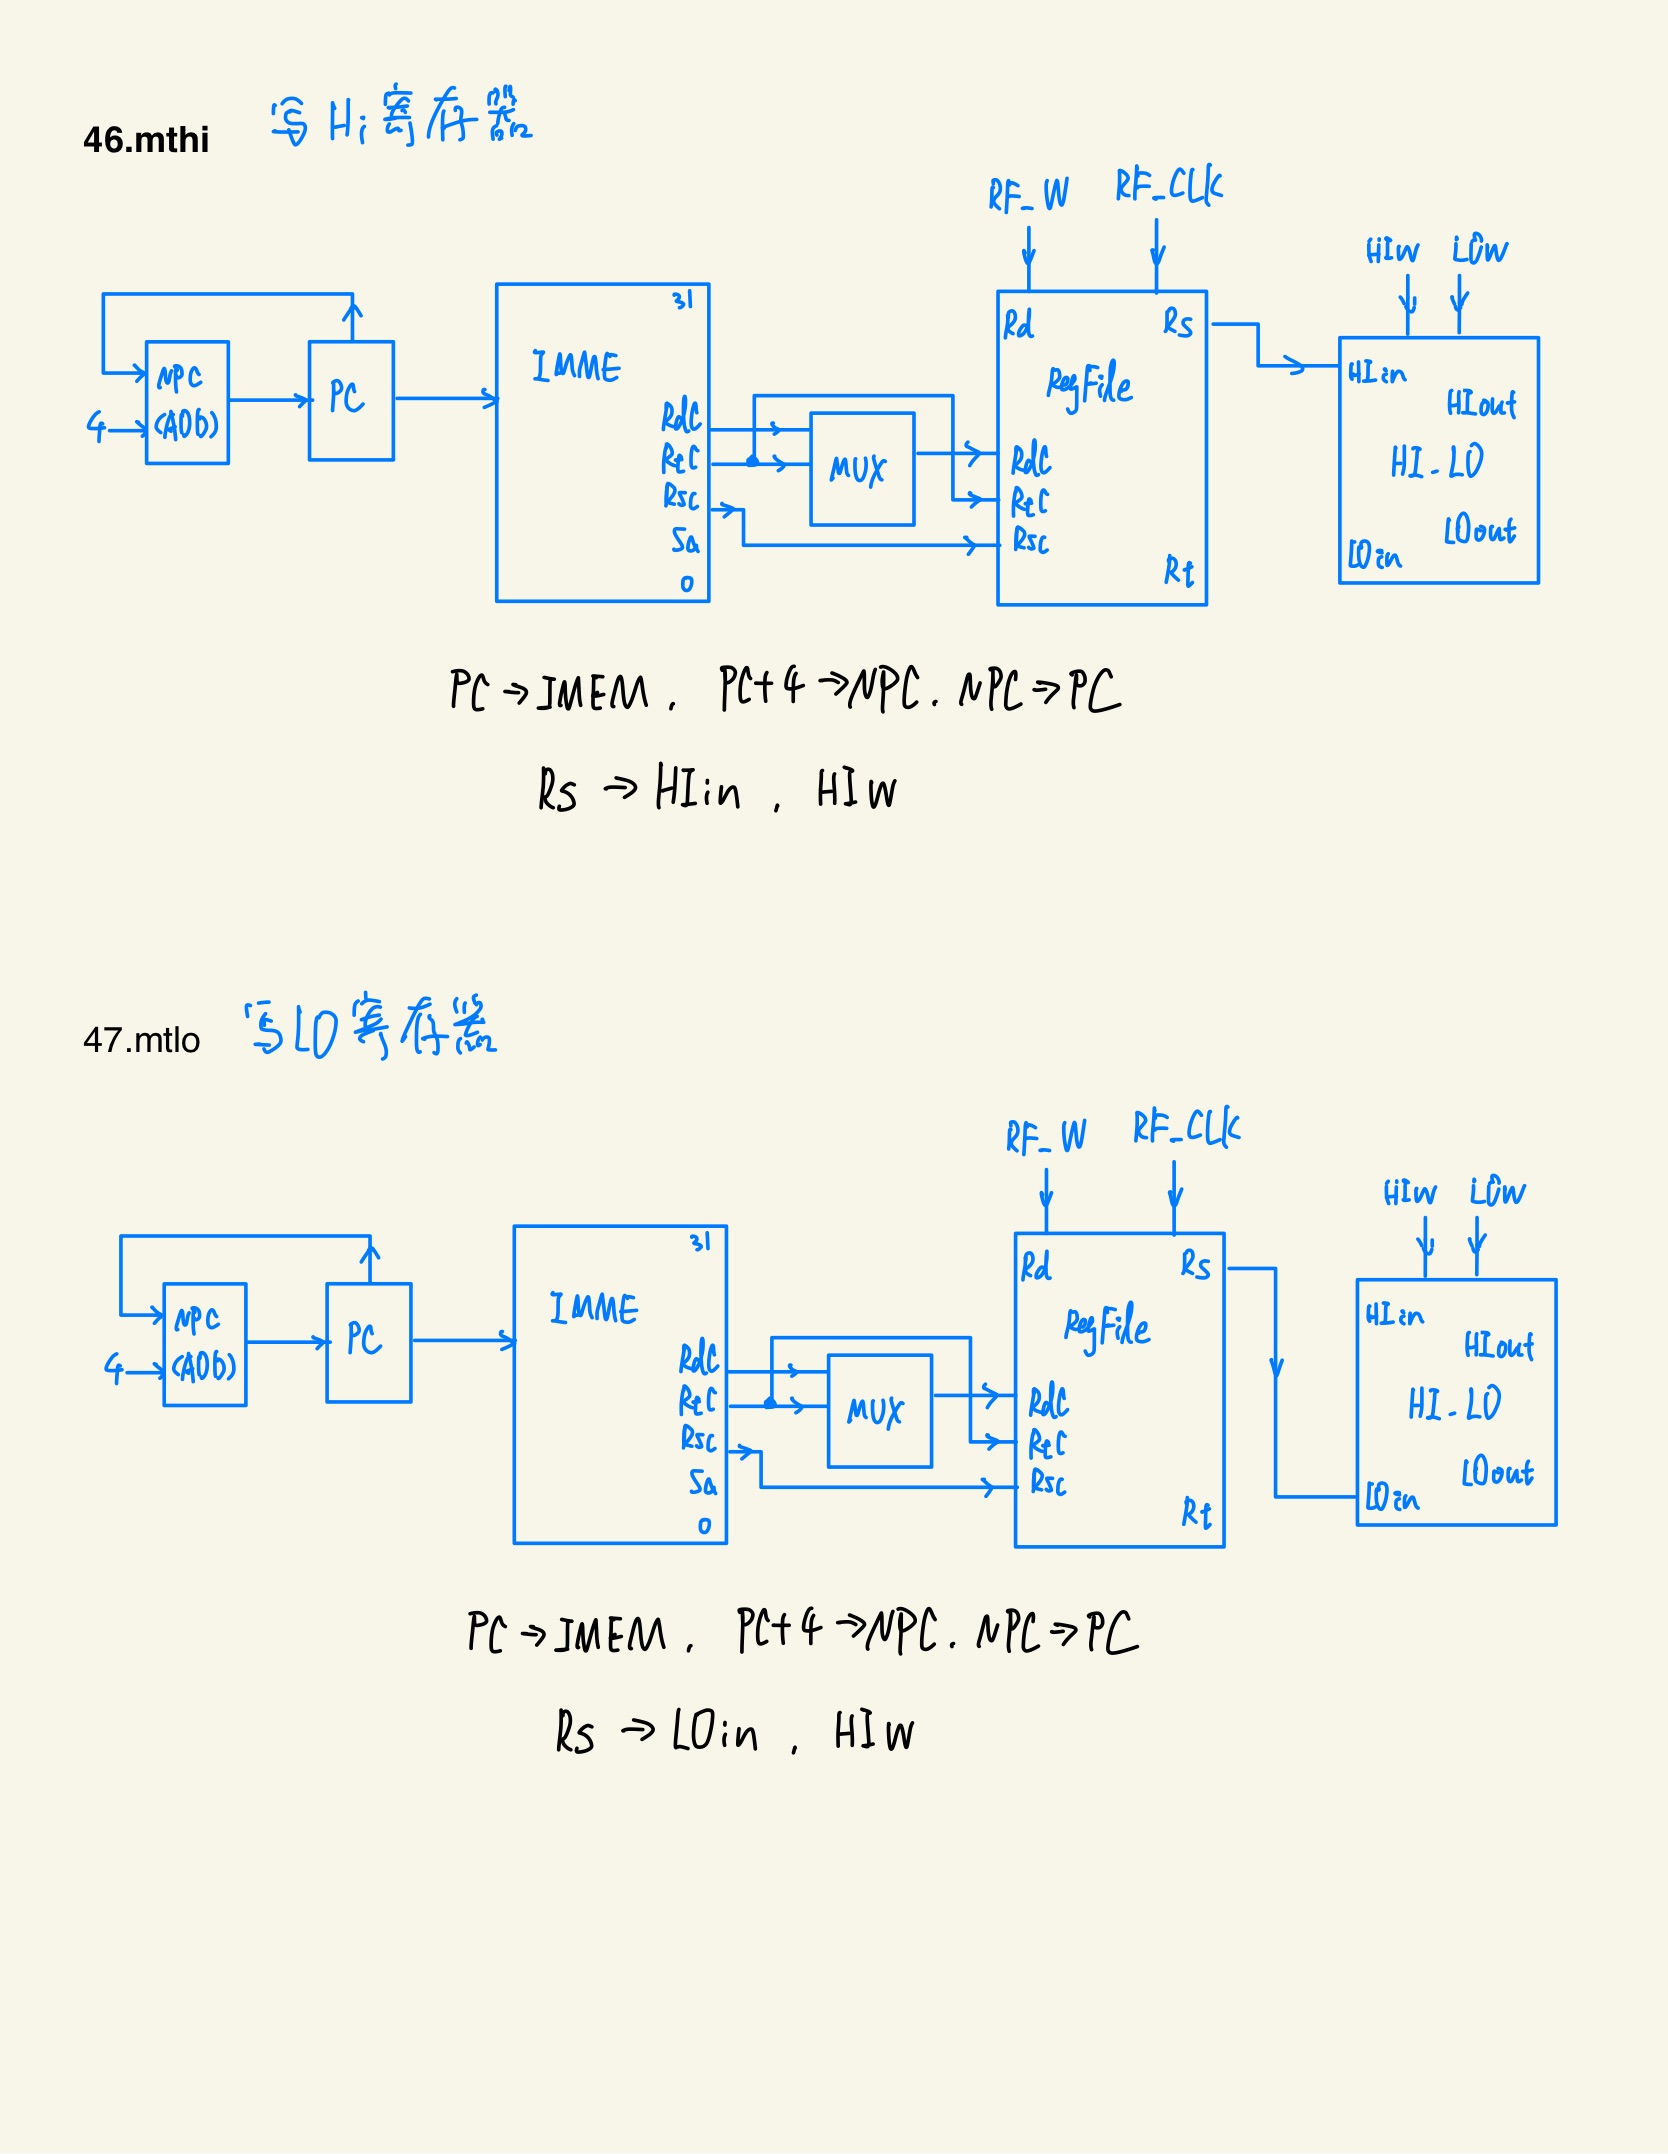 46.mthi 写Hi寄存器
RF_W RF_CLK
HIw LOw
31
Rd Rs
IMME
NPC
(ADD)
4
PC
RegFile
HIin
HIout
HI_LO
LOout
LOin
RdC
RtC
Rsc
Sa
0
MUX
RdC
RtC
Rsc
Rt
PC→IMEM, PC+4→NPC. NPC→PC
Rs → HIin , HIw
47.mtlo 写LO寄存器
RF_W RF_CLK
HIw LOw
31
Rd Rs
IMME
NPC
(ADD)
4
PC
RegFile
HIin
HIout
HI_LO
LOout
LOin
RdC
RtC
Rsc
Sa
0
MUX
RdC
RtC
Rsc
Rt
PC→IMEM, PC+4→NPC. NPC→PC
Rs → LOin , HIw